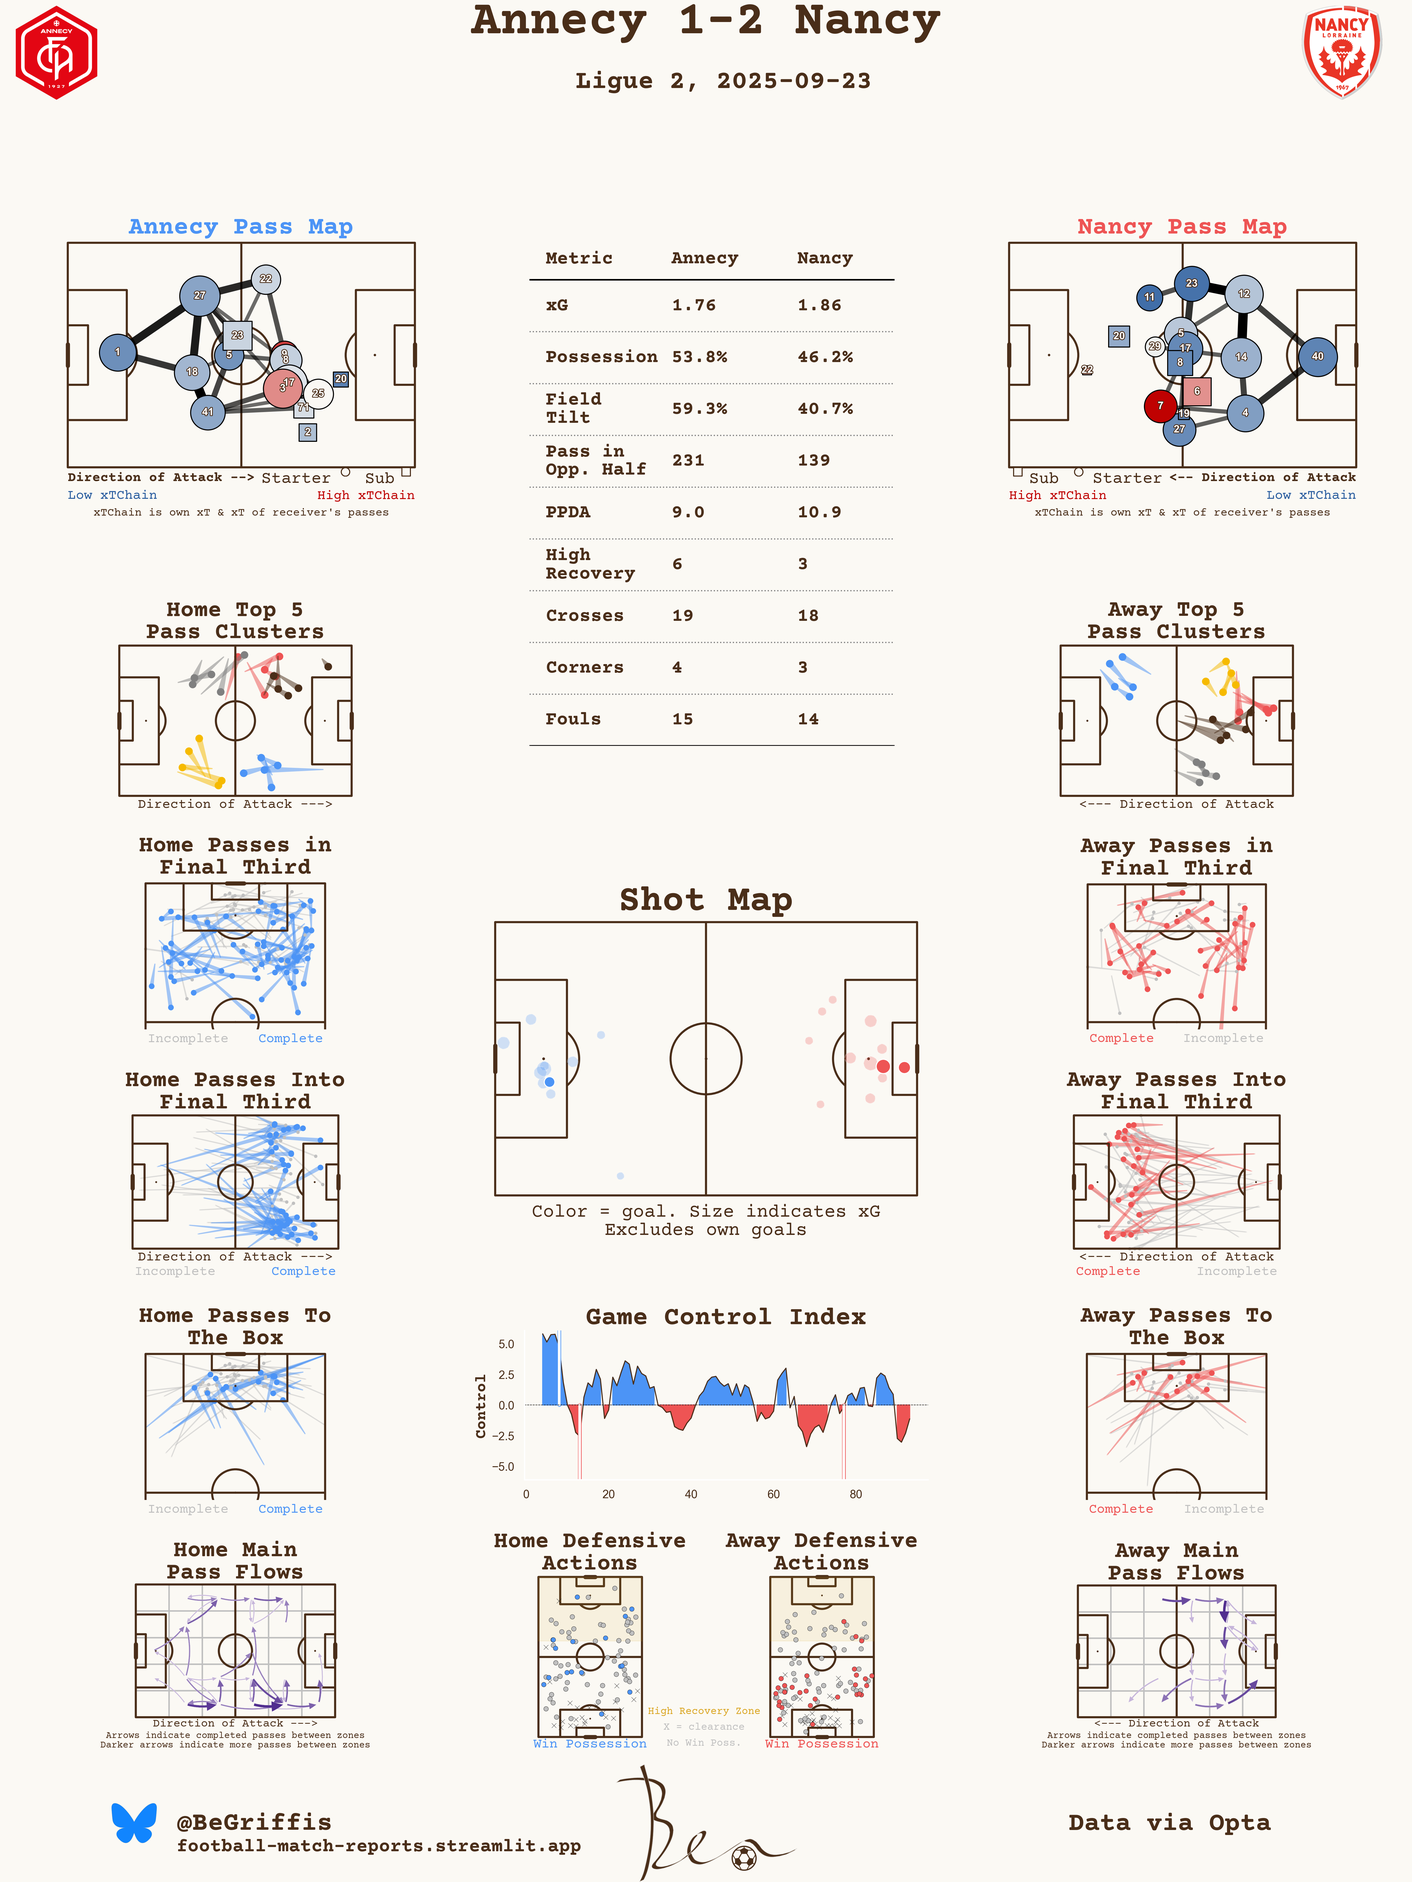 Annecy 1-2 Nancy
Ligue 2, 2025-09-23
ANNECY
1927
NANCY
LORRAINE
1967
Annecy Pass Map
27
22
23
1
5
9
8
18
17
3
25
20
41
71
2
Direction of Attack --> Starter Sub
Low xTChain High xTChain
xTChain is own xT & xT of receiver's passes
Metric Annecy Nancy
xG 1.76 1.86
Possession 53.8% 46.2%
Field
Tilt 59.3% 40.7%
Pass in
Opp. Half 231 139
PPDA 9.0 10.9
High
Recovery 6 3
Crosses 19 18
Corners 4 3
Fouls 15 14
Nancy Pass Map
23
11
12
20
5
29
17
8
14
40
22
6
7
19
4
27
Sub Starter <-- Direction of Attack
High xTChain Low xTChain
xTChain is own xT & xT of receiver's passes
Home Top 5
Pass Clusters
Direction of Attack --->
Away Top 5
Pass Clusters
<--- Direction of Attack
Home Passes in
Final Third
Incomplete Complete
Away Passes in
Final Third
Complete Incomplete
Shot Map
Color = goal. Size indicates xG
Excludes own goals
Home Passes Into
Final Third
Direction of Attack --->
Incomplete Complete
Away Passes Into
Final Third
<--- Direction of Attack
Complete Incomplete
Home Passes To
The Box
Incomplete Complete
Game Control Index
Control
5.0
2.5
0.0
−2.5
−5.0
0 20 40 60 80
Away Passes To
The Box
Complete Incomplete
Home Main
Pass Flows
Direction of Attack --->
Arrows indicate completed passes between zones
Darker arrows indicate more passes between zones
Home Defensive
Actions
Win Possession
Away Defensive
Actions
Win Possession
High Recovery Zone
X = clearance
No Win Poss.
Away Main
Pass Flows
<--- Direction of Attack
Arrows indicate completed passes between zones
Darker arrows indicate more passes between zones
@BeGriffis
football-match-reports.streamlit.app
Ben
Data via Opta